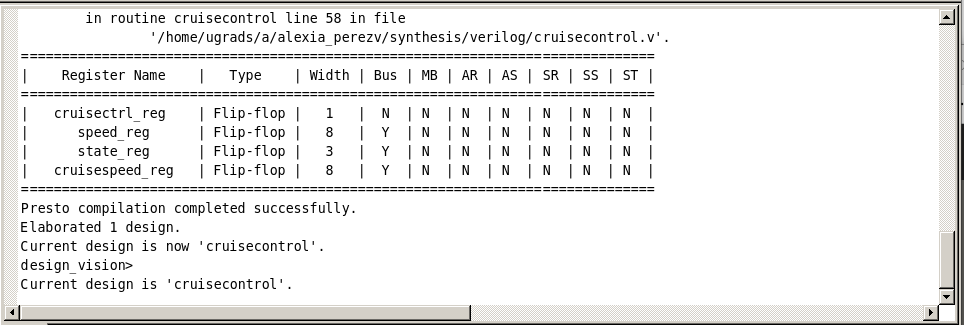 in routine cruisecontrol line 58 in file
'/home/ugrads/a/alexia_perezv/synthesis/verilog/cruisecontrol.v'.
===============================================================================
|    Register Name    |   Type    | Width | Bus | MB | AR | AS | SR | SS | ST |
===============================================================================
|   cruisectrl_reg    | Flip-flop |   1   |  N  | N  | N  | N  | N  | N  | N  |
|      speed_reg      | Flip-flop |   8   |  Y  | N  | N  | N  | N  | N  | N  |
|      state_reg      | Flip-flop |   3   |  Y  | N  | N  | N  | N  | N  | N  |
|   cruisespeed_reg   | Flip-flop |   8   |  Y  | N  | N  | N  | N  | N  | N  |
===============================================================================
Presto compilation completed successfully.
Elaborated 1 design.
Current design is now 'cruisecontrol'.
design_vision>
Current design is 'cruisecontrol'.